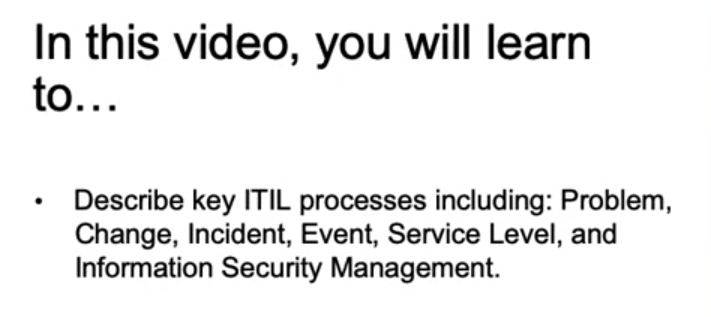 In this video, you will learn
to...
• Describe key ITIL processes including: Problem,
Change, Incident, Event, Service Level, and
Information Security Management.